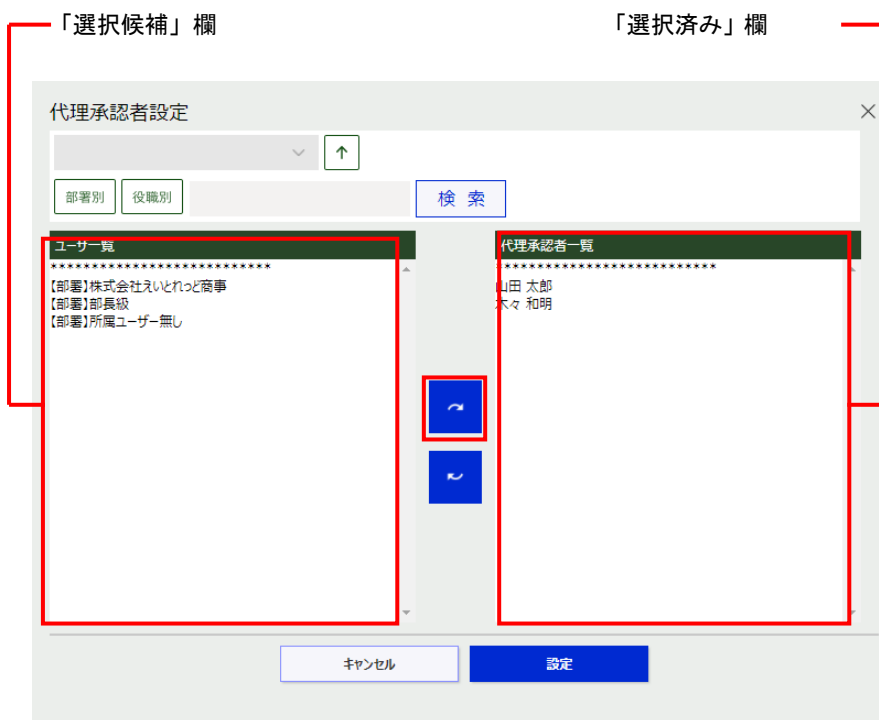 「選択候補」欄
「選択済み」欄
代理承認者設定
部署別
役職別
検 索
ユーザ一覧
***************************
【部署】株式会社えいとれっど商事
【部署】部長級
【部署】所属ユーザー無し
代理承認者一覧
***************************
山田 太郎
木々 和明
キャンセル
設定